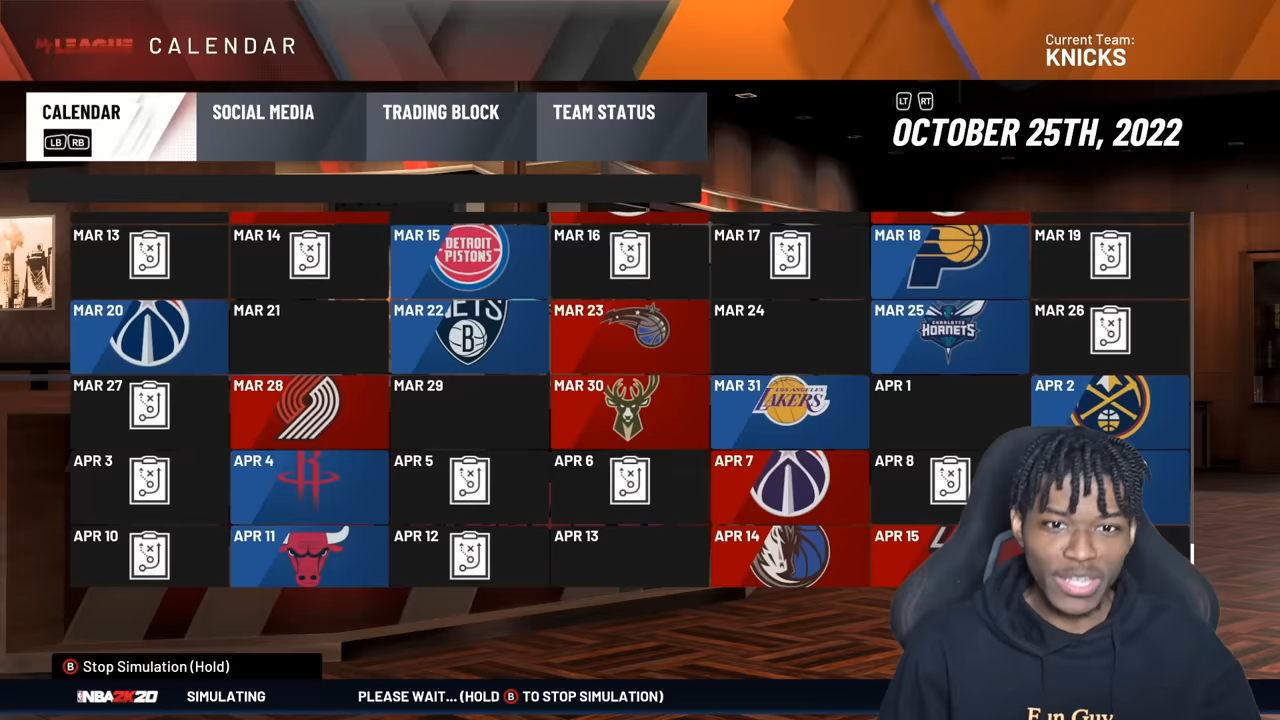 MyLEAGUE CALENDAR
Current Team:
KNICKS
CALENDAR SOCIAL MEDIA TRADING BLOCK TEAM STATUS
LB RB
LT RT
OCTOBER 25TH, 2022
MAR 13 MAR 14 MAR 15 MAR 16 MAR 17 MAR 18 MAR 19
DETROIT
PISTONS
MAR 20 MAR 21 MAR 22 MAR 23 MAR 24 MAR 25 MAR 26
ETS
B
CHARLOTTE
HORNETS
MAR 27 MAR 28 MAR 29 MAR 30 MAR 31 APR 1 APR 2
LOS ANGELES
LAKERS
APR 3 APR 4 APR 5 APR 6 APR 7 APR 8
APR 10 APR 11 APR 12 APR 13 APR 14 APR 15
B Stop Simulation (Hold)
NBA2K20 SIMULATING PLEASE WAIT... (HOLD B TO STOP SIMULATION)
Fun Guy